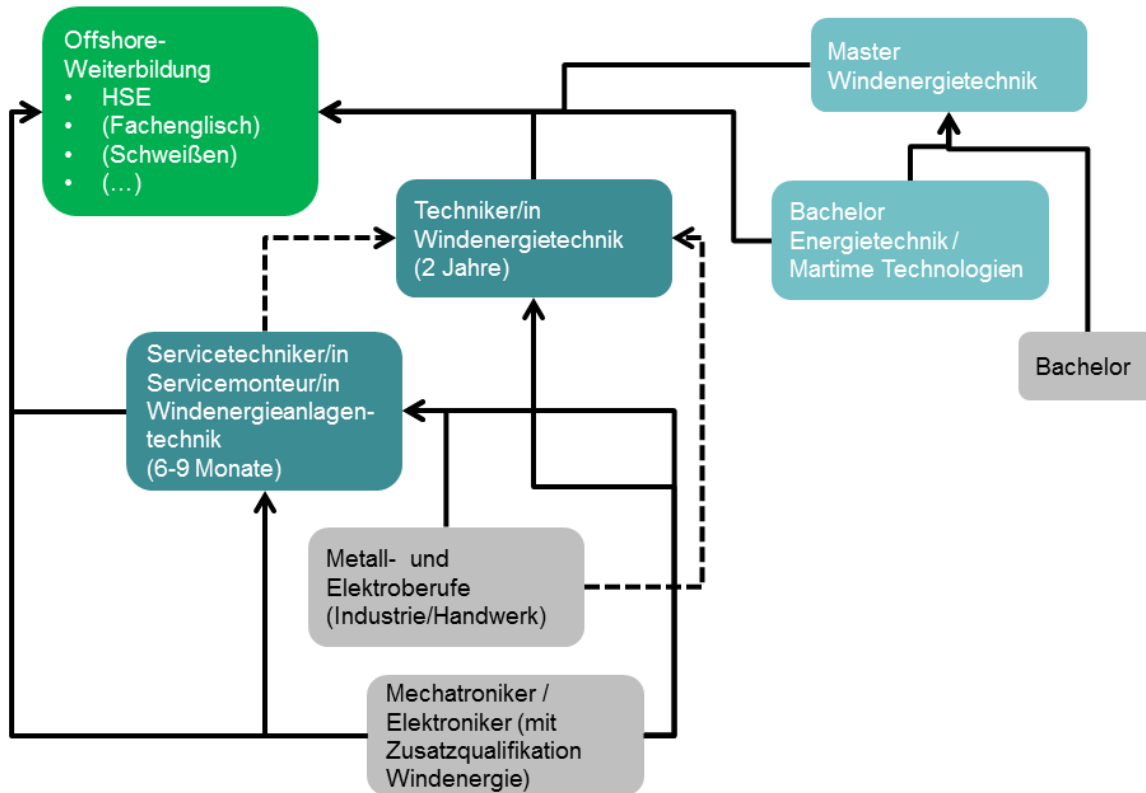 Offshore-
Weiterbildung
• HSE
• (Fachenglisch)
• (Schweißen)
• (...)
Master
Windenergietechnik
Techniker/in
Windenergietechnik
(2 Jahre)
Bachelor
Energietechnik /
Martime Technologien
Servicetechniker/in
Servicemonteur/in
Windenergieanlagen-
technik
(6-9 Monate)
Bachelor
Metall- und
Elektroberufe
(Industrie/Handwerk)
Mechatroniker /
Elektroniker (mit
Zusatzqualifikation
Windenergie)